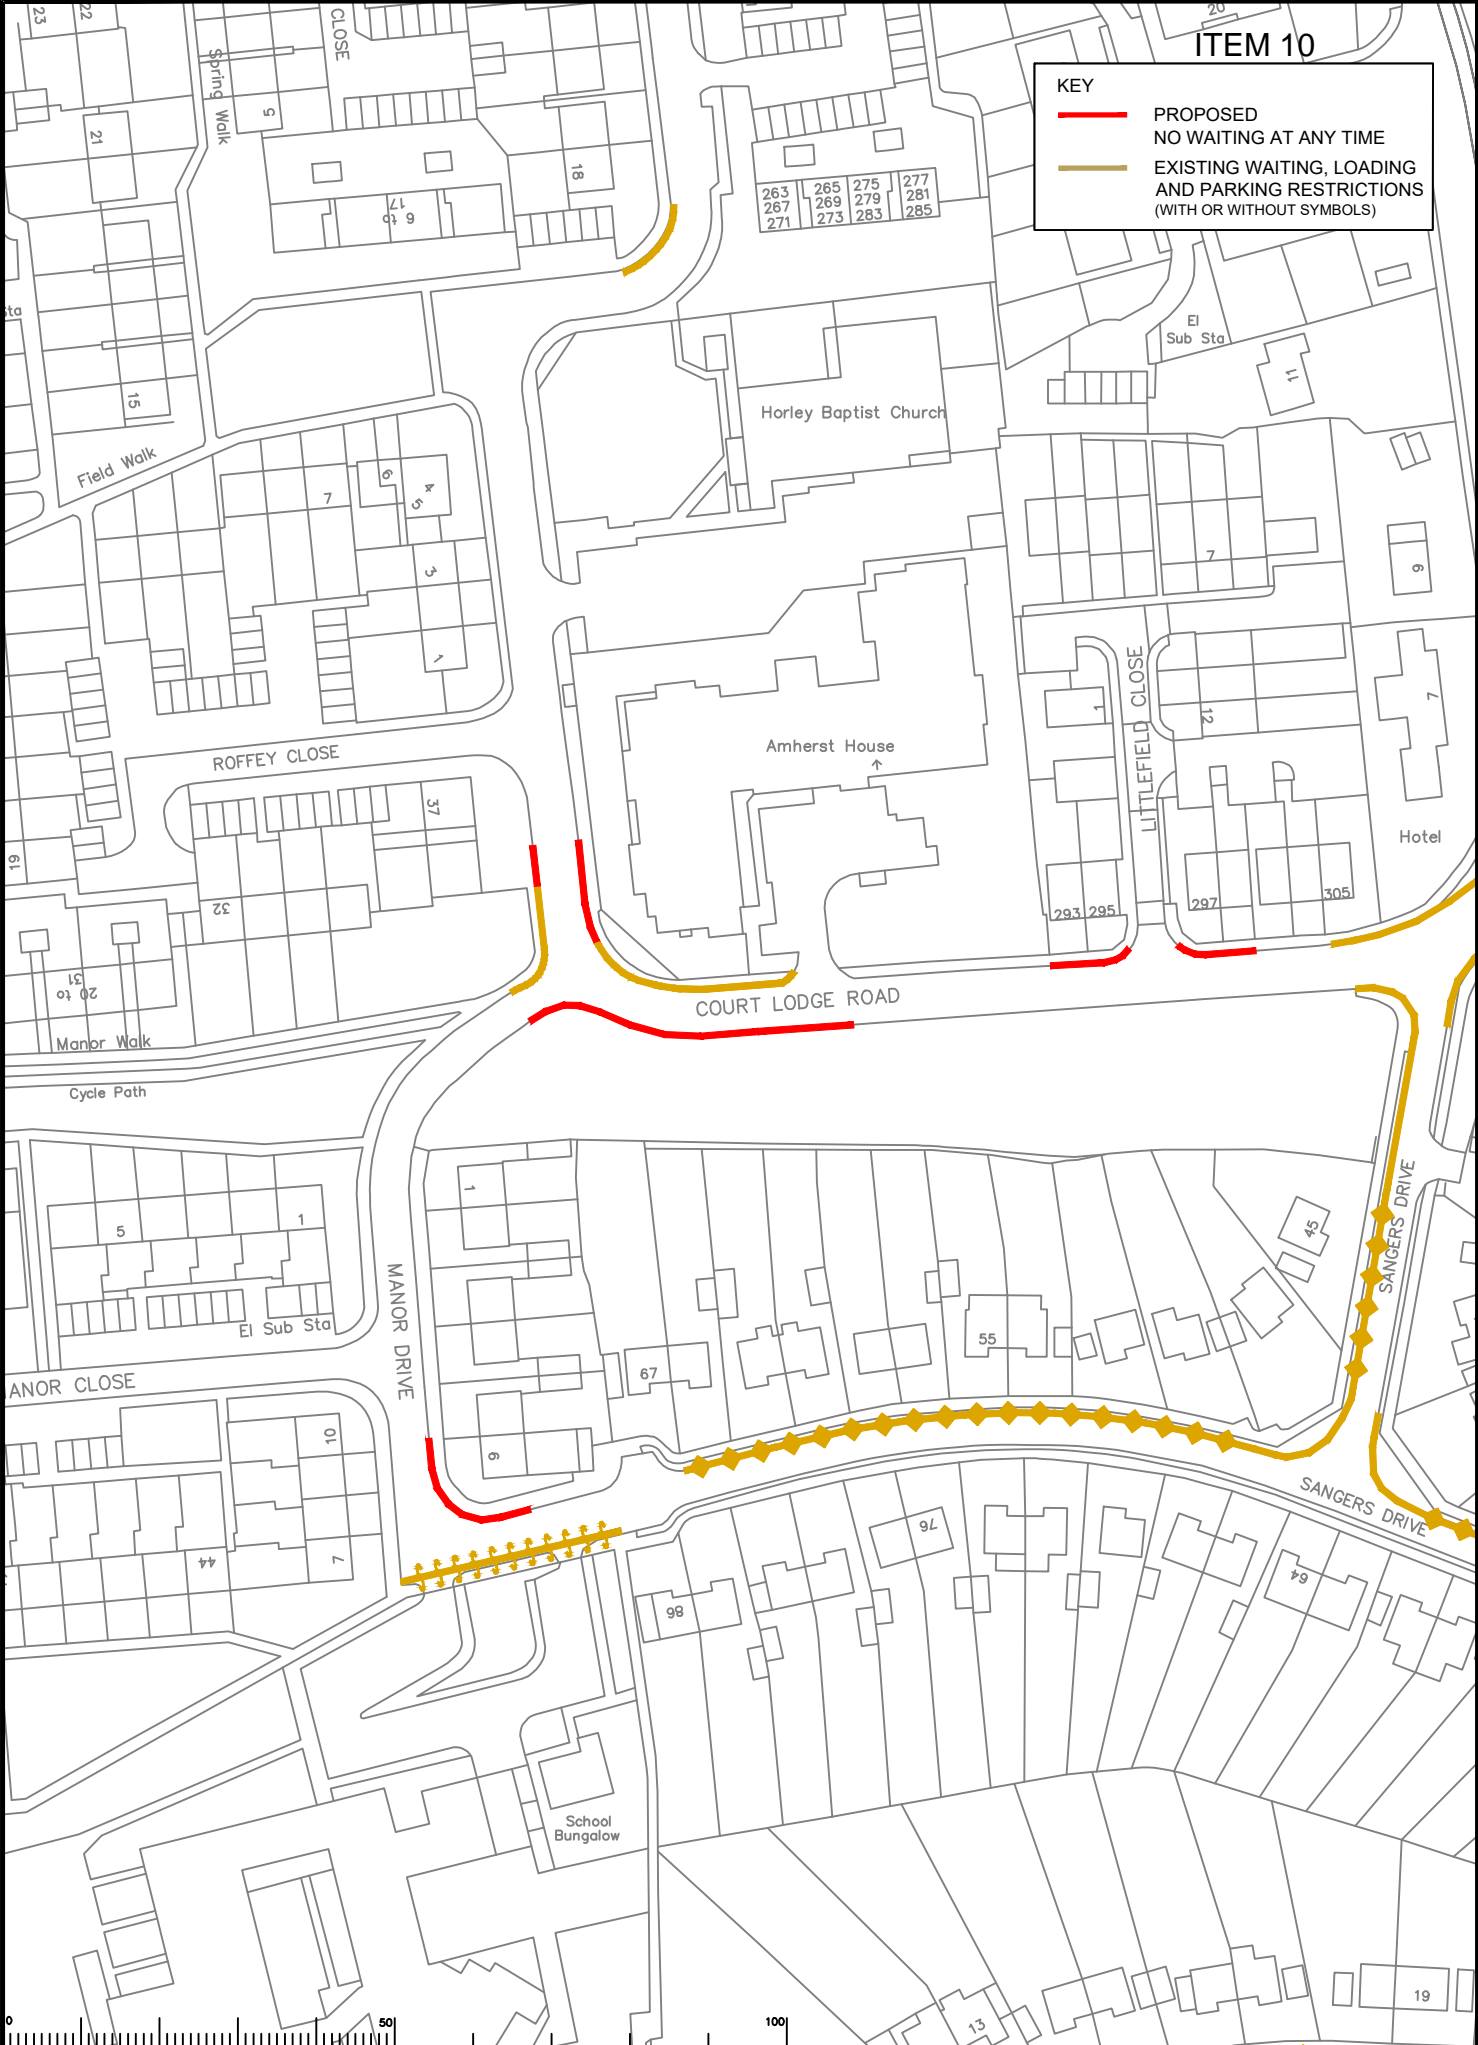 ITEM 10
KEY
PROPOSED
NO WAITING AT ANY TIME
EXISTING WAITING, LOADING
AND PARKING RESTRICTIONS
(WITH OR WITHOUT SYMBOLS)
23
22
CLOSE
20
Spring Walk
5
21
18
6 to
17
263
267
271
265
269
273
275
279
283
277
281
285
Sta
El
Sub Sta
11
15
Horley Baptist Church
Field Walk
7
6
4
5
3
1
7
9
ROFFEY CLOSE
37
Amherst House
1
LITTLEFIELD CLOSE
12
7
Hotel
19
32
293
295
297
305
20 to
31
Manor Walk
COURT LODGE ROAD
Cycle Path
5
1
1
45
SANGERS DRIVE
MANOR DRIVE
El Sub Sta
55
67
ANOR CLOSE
10
9
SANGERS DRIVE
44
7
76
86
64
School
Bungalow
13
19
0
50
100